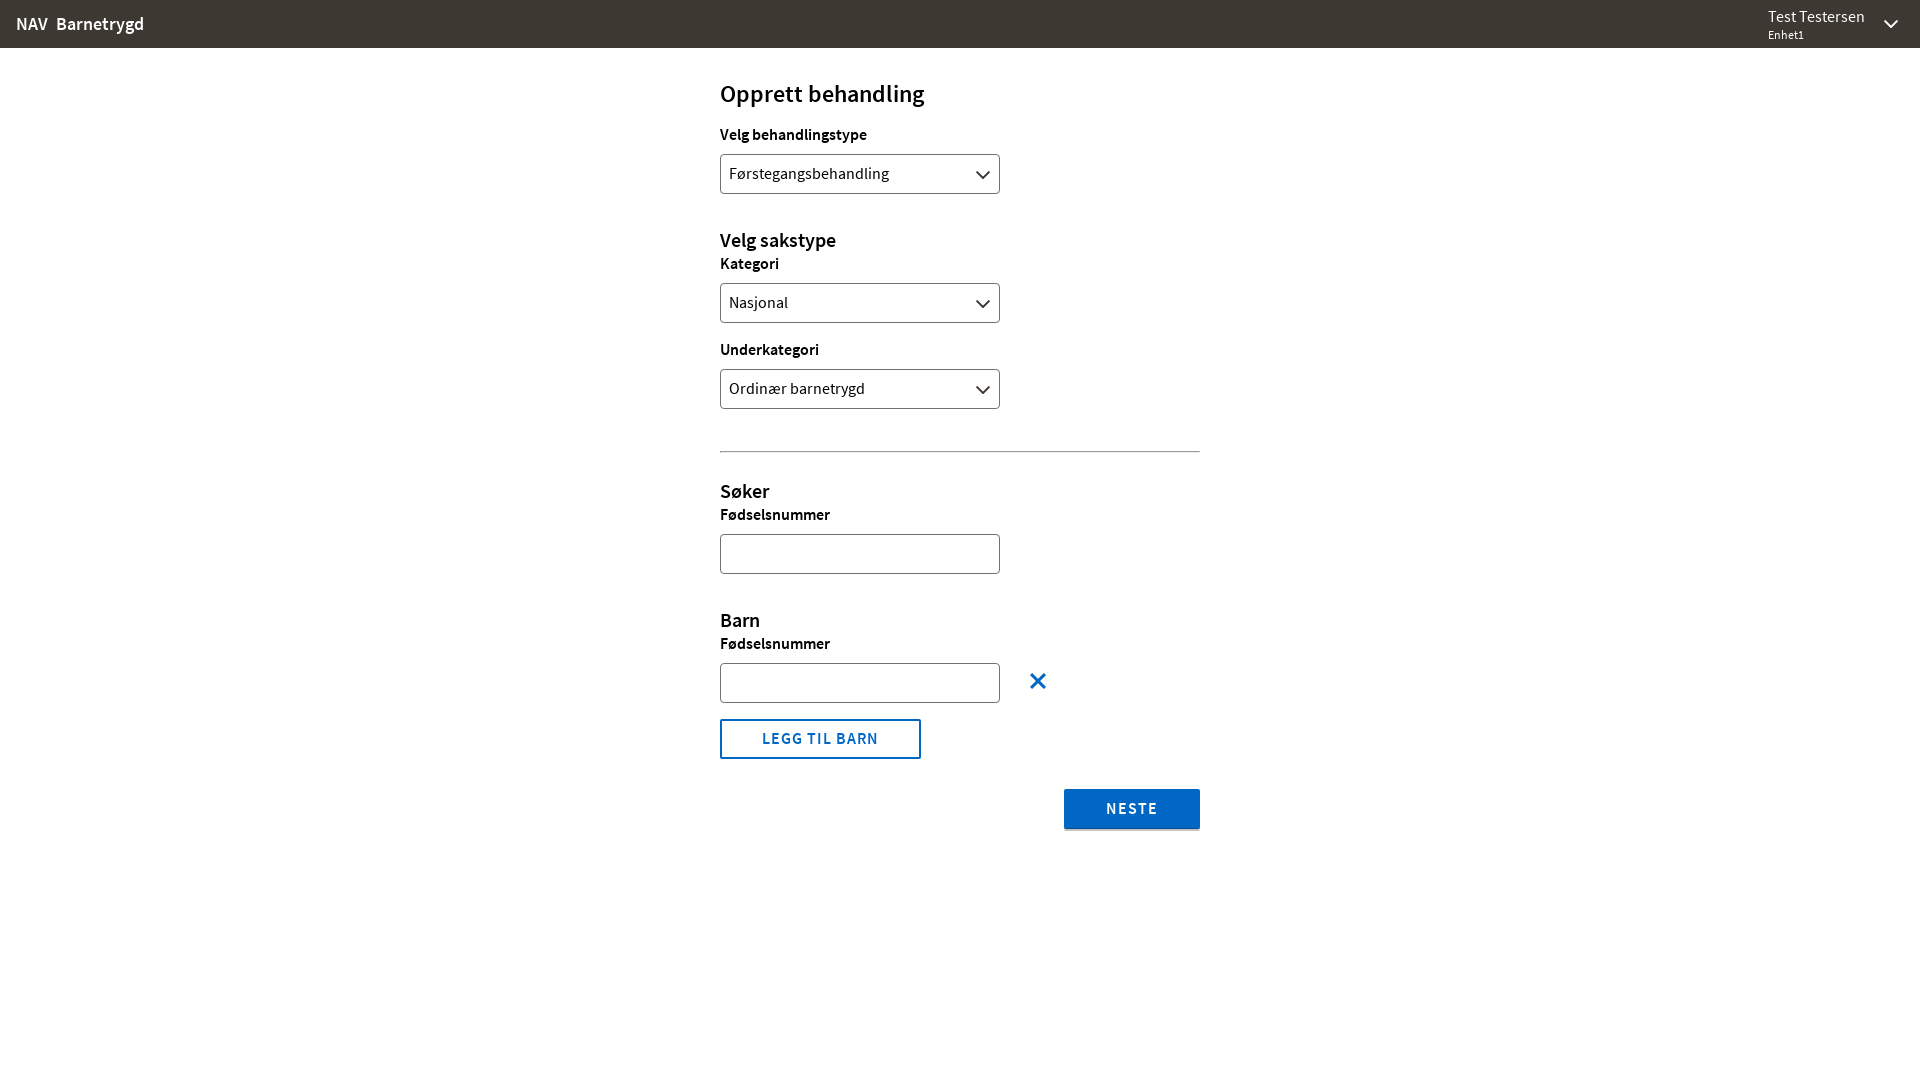 NAV Barnetrygd
Test Testersen
Enhet1
Opprett behandling
Velg behandlingstype
Førstegangsbehandling
Velg sakstype
Kategori
Nasjonal
Underkategori
Ordinær barnetrygd
Søker
Fødselsnummer
Barn
Fødselsnummer
LEGG TIL BARN
NESTE